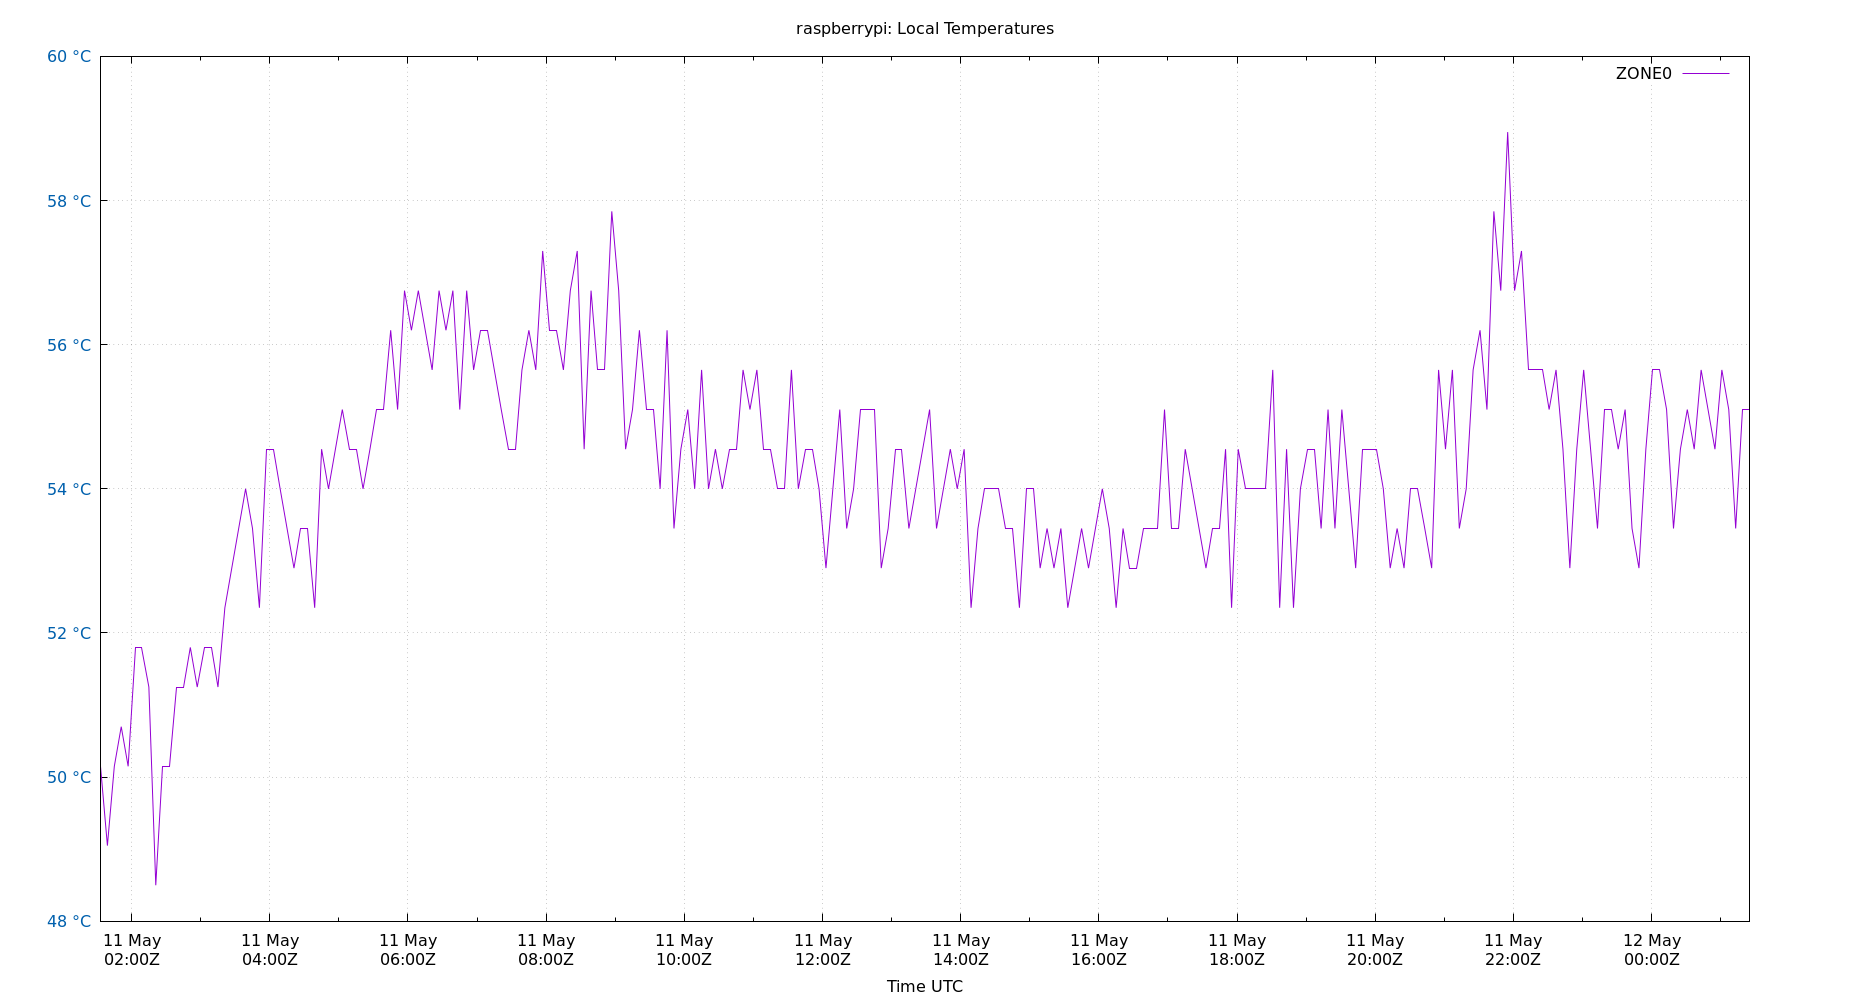 raspberrypi: Local Temperatures
60 °C
ZONE0
58 °C
56 °C
54 °C
52 °C
50 °C
48 °C
11 May 11 May 11 May 11 May 11 May 11 May 11 May 11 May 11 May 11 May 11 May 12 May
02:00Z 04:00Z 06:00Z 08:00Z 10:00Z 12:00Z 14:00Z 16:00Z 18:00Z 20:00Z 22:00Z 00:00Z
Time UTC